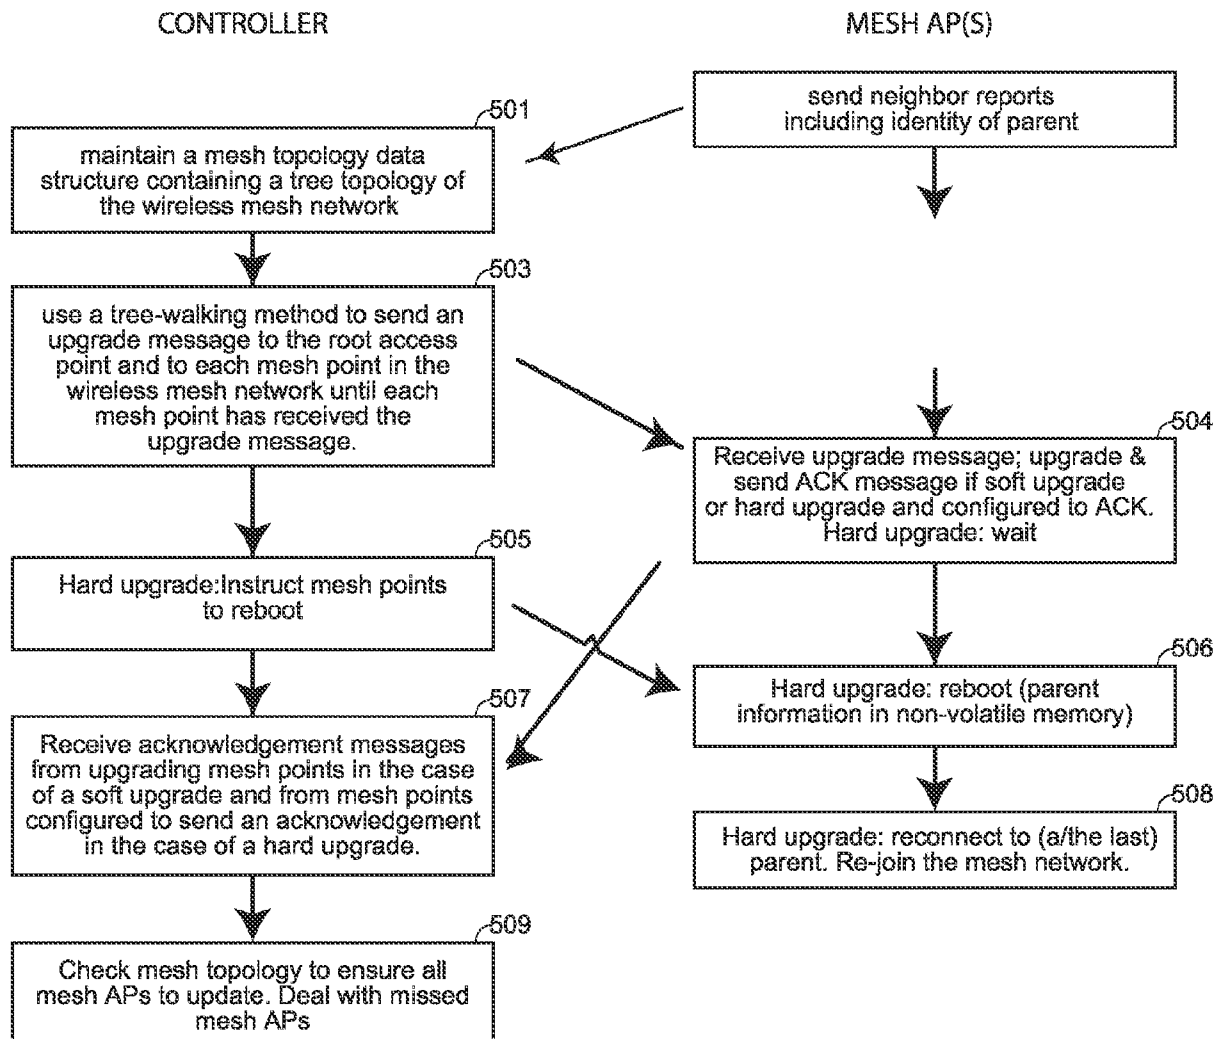 CONTROLLER
MESH AP(S)
send neighbor reports
including identity of parent
501
maintain a mesh topology data
structure containing a tree topology of
the wireless mesh network
503
use a tree-walking method to send an
upgrade message to the root access
point and to each mesh point in the
wireless mesh network until each
mesh point has received the
upgrade message.
504
Receive upgrade message; upgrade &
send ACK message if soft upgrade
or hard upgrade and configured to ACK.
Hard upgrade: wait
505
Hard upgrade:Instruct mesh points
to reboot
506
Hard upgrade: reboot (parent
information in non-volatile memory)
507
Receive acknowledgement messages
from upgrading mesh points in the case
of a soft upgrade and from mesh points
configured to send an acknowledgement
in the case of a hard upgrade.
508
Hard upgrade: reconnect to (a/the last)
parent. Re-join the mesh network.
509
Check mesh topology to ensure all
mesh APs to update. Deal with missed
mesh APs